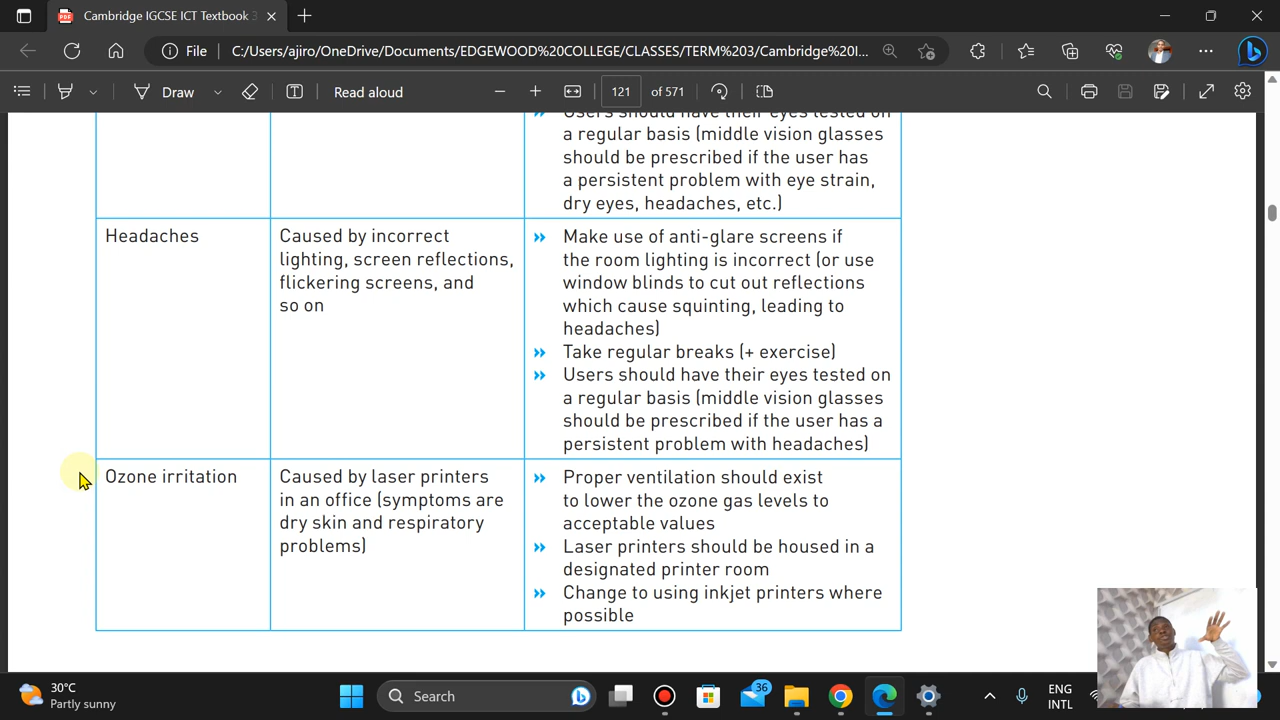 Cambridge IGCSE ICT Textbook 3
File
C:/Users/ajiro/OneDrive/Documents/EDGEWOOD%20COLLEGE/CLASSES/TERM%203/Cambridge%20I...
Draw
Read aloud
121
of 571
Users should have their eyes tested on
a regular basis (middle vision glasses
should be prescribed if the user has
a persistent problem with eye strain,
dry eyes, headaches, etc.)
Headaches
Caused by incorrect
lighting, screen reflections,
flickering screens, and
so on
» Make use of anti-glare screens if
the room lighting is incorrect (or use
window blinds to cut out reflections
which cause squinting, leading to
headaches)
» Take regular breaks (+ exercise)
» Users should have their eyes tested on
a regular basis (middle vision glasses
should be prescribed if the user has a
persistent problem with headaches)
Ozone irritation
Caused by laser printers
in an office (symptoms are
dry skin and respiratory
problems)
» Proper ventilation should exist
to lower the ozone gas levels to
acceptable values
» Laser printers should be housed in a
designated printer room
» Change to using inkjet printers where
possible
30°C
Partly sunny
Search
36
ENG
INTL